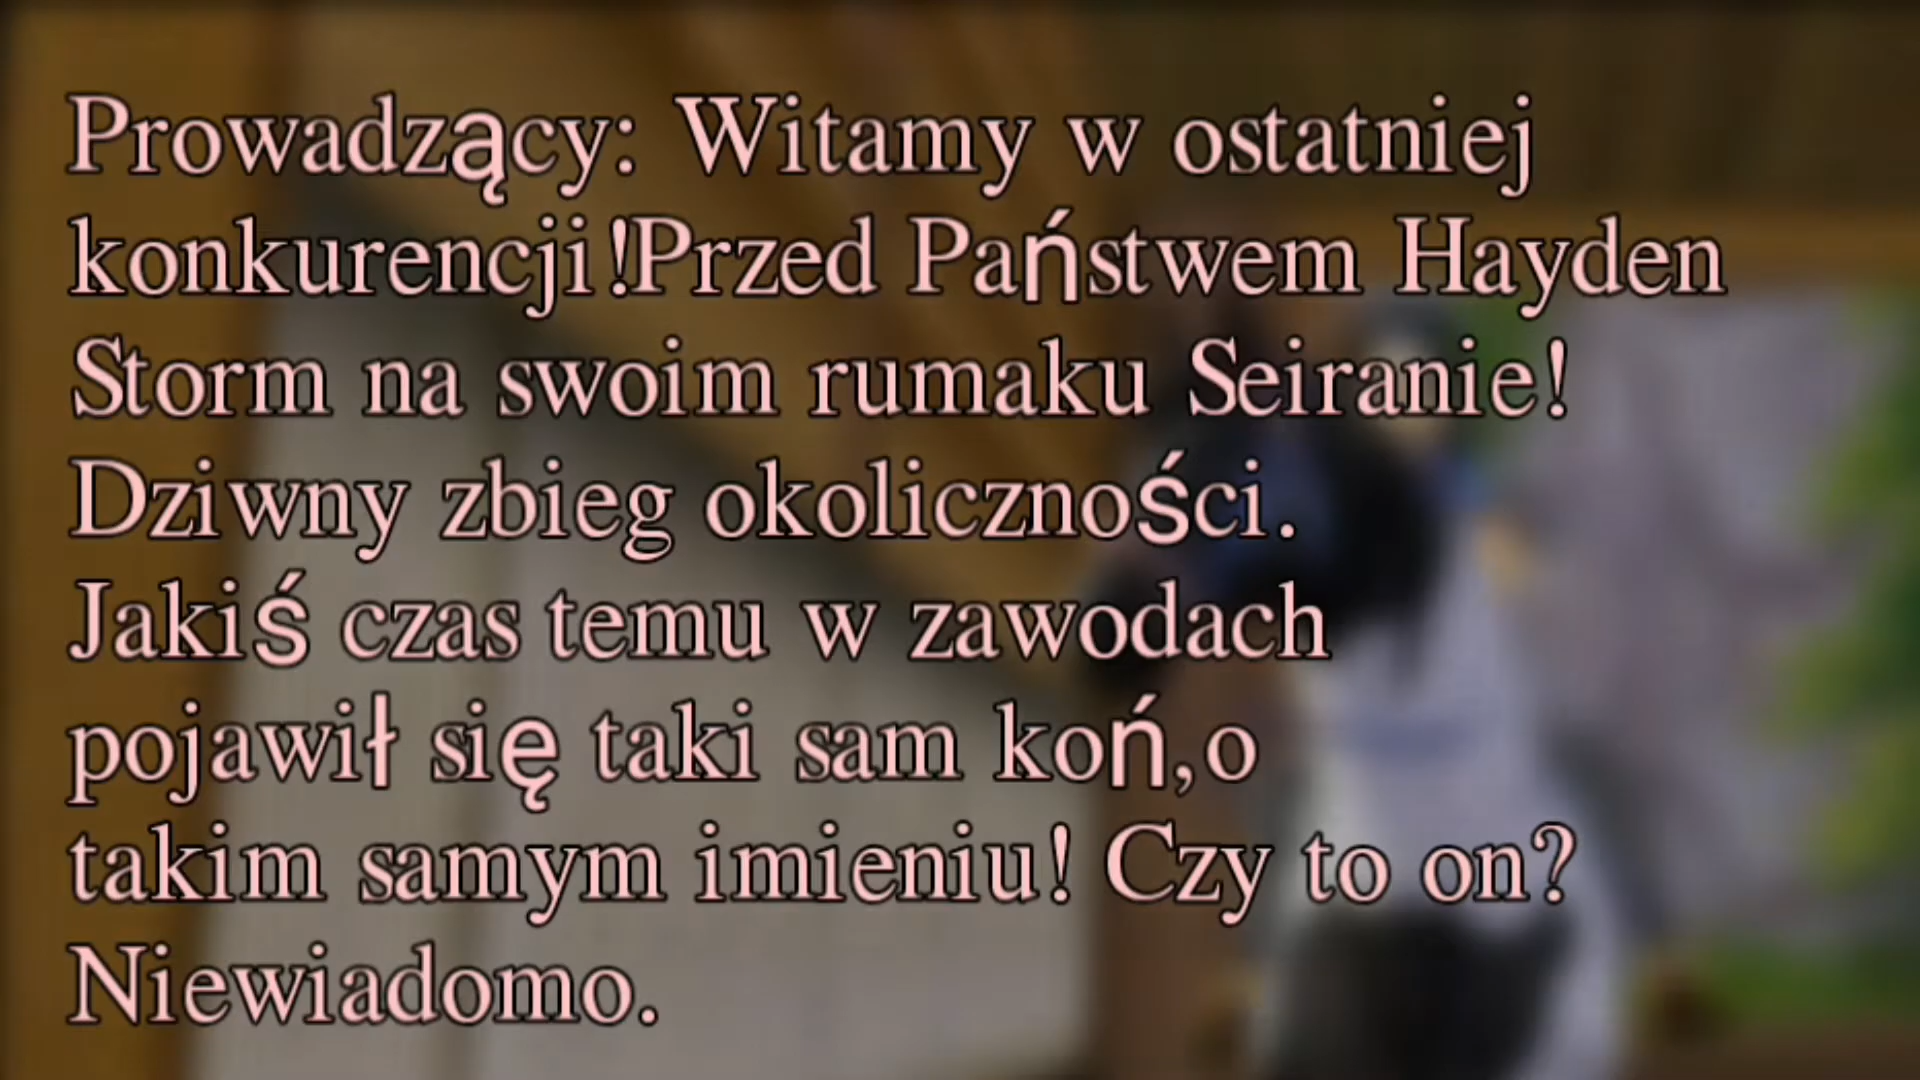 Prowadzący: Witamy w ostatniej
konkurencji!Przed Państwem Hayden
Storm na swoim rumaku Seiranie!
Dziwny zbieg okoliczności.
Jakiś czas temu w zawodach
pojawił się taki sam koń,o
takim samym imieniu! Czy to on?
Niewiadomo.